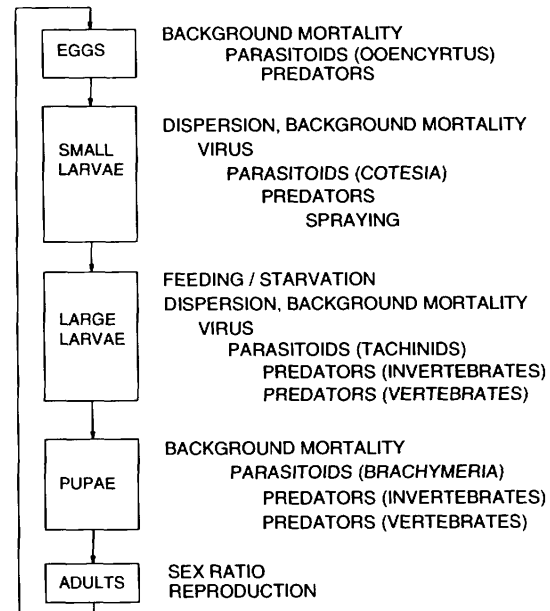 EGGS
BACKGROUND MORTALITY
PARASITOIDS (OOENCYRTUS)
PREDATORS
SMALL
LARVAE
DISPERSION, BACKGROUND MORTALITY
VIRUS
PARASITOIDS (COTESIA)
PREDATORS
SPRAYING
LARGE
LARVAE
FEEDING / STARVATION
DISPERSION, BACKGROUND MORTALITY
VIRUS
PARASITOIDS (TACHINIDS)
PREDATORS (INVERTEBRATES)
PREDATORS (VERTEBRATES)
PUPAE
BACKGROUND MORTALITY
PARASITOIDS (BRACHYMERIA)
PREDATORS (INVERTEBRATES)
PREDATORS (VERTEBRATES)
ADULTS
SEX RATIO
REPRODUCTION